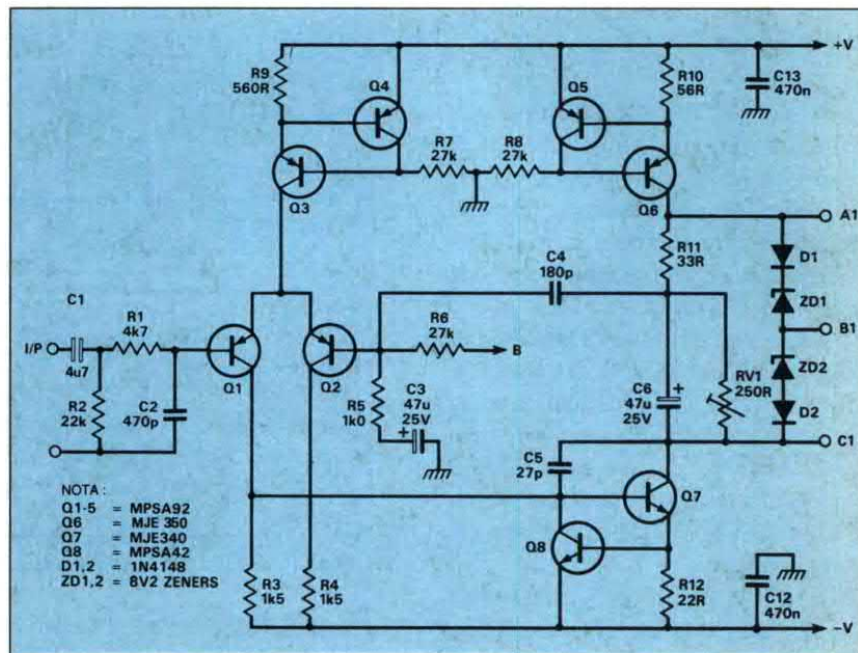 +V
R9
560R
Q4
Q5
R10
56R
C13
470n
R7
27k
R8
27k
Q3
Q6
A1
R11
33R
D1
C4
180p
ZD1
C1
4u7
R1
4k7
I/P
R6
27k
B
B1
Q1
Q2
R2
22k
C2
470p
R5
1k0
C3
47u
25V
C6
47u
25V
RV1
250R
ZD2
D2
C5
27p
C1
NOTA :
Q1-5 = MPSA92
Q6 = MJE 350
Q7 = MJE340
Q8 = MPSA42
D1,2 = 1N4148
ZD1,2 = 8V2 ZENERS
Q7
Q8
R3
1k5
R4
1k5
R12
22R
C12
470n
-V